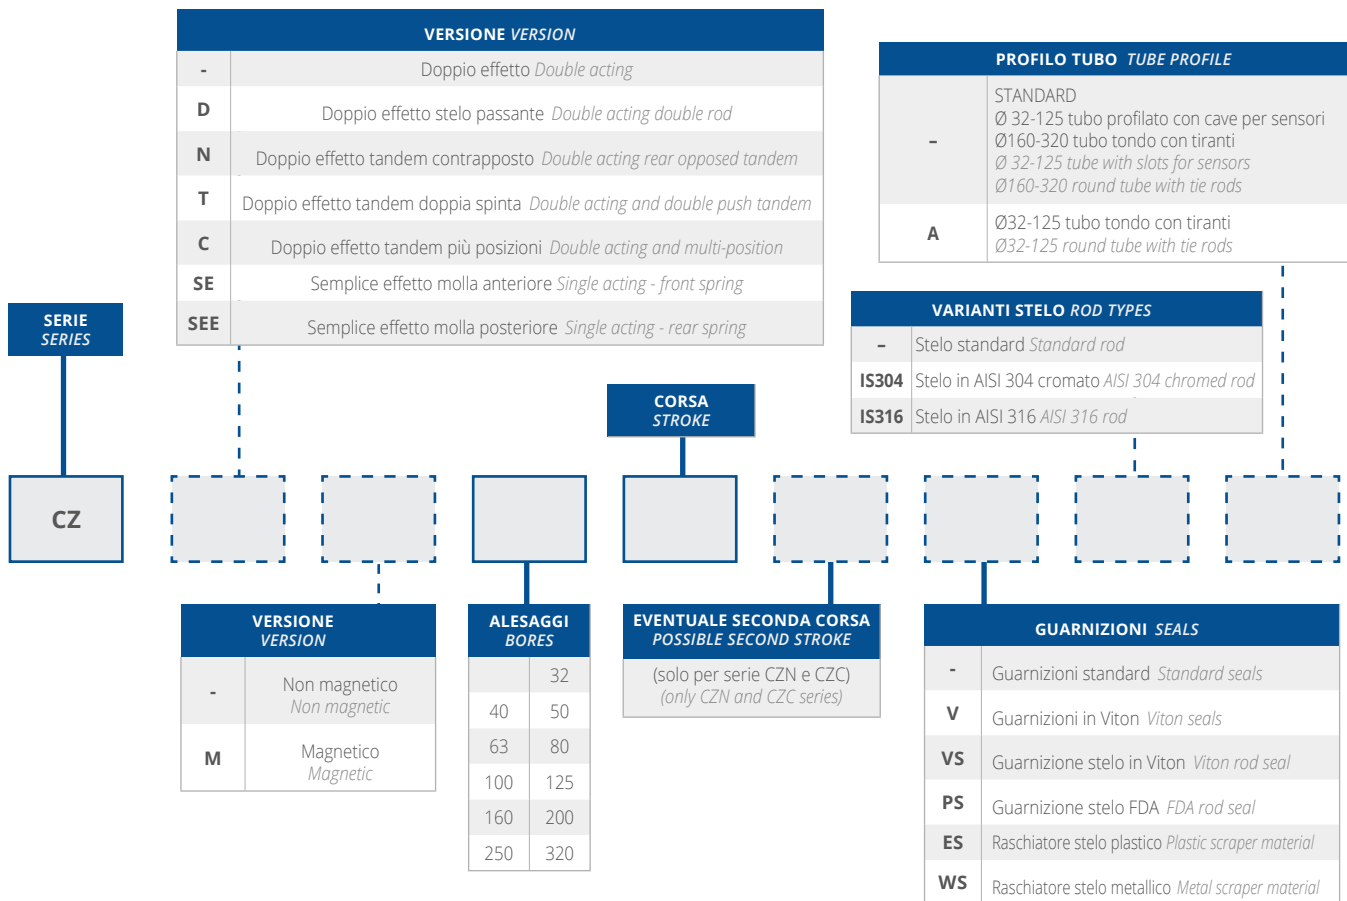 VERSIONE VERSION
- Doppio effetto Double acting
D Doppio effetto stelo passante Double acting double rod
N Doppio effetto tandem contrapposto Double acting rear opposed tandem
T Doppio effetto tandem doppia spinta Double acting and double push tandem
C Doppio effetto tandem più posizioni Double acting and multi-position
SE Semplice effetto molla anteriore Single acting - front spring
SEE Semplice effetto molla posteriore Single acting - rear spring
PROFILO TUBO TUBE PROFILE
STANDARD
Ø 32-125 tubo profilato con cave per sensori
– Ø160-320 tubo tondo con tiranti
Ø 32-125 tube with slots for sensors
Ø160-320 round tube with tie rods
A Ø32-125 tubo tondo con tiranti
Ø32-125 round tube with tie rods
SERIE
SERIES
VARIANTI STELO ROD TYPES
– Stelo standard Standard rod
IS304 Stelo in AISI 304 cromato AISI 304 chromed rod
IS316 Stelo in AISI 316 AISI 316 rod
CORSA
STROKE
CZ
VERSIONE
VERSION
- Non magnetico
Non magnetic
M Magnetico
Magnetic
ALESAGGI
BORES
32
40 50
63 80
100 125
160 200
250 320
EVENTUALE SECONDA CORSA
POSSIBLE SECOND STROKE
(solo per serie CZN e CZC)
(only CZN and CZC series)
GUARNIZIONI SEALS
- Guarnizioni standard Standard seals
V Guarnizioni in Viton Viton seals
VS Guarnizione stelo in Viton Viton rod seal
PS Guarnizione stelo FDA FDA rod seal
ES Raschiatore stelo plastico Plastic scraper material
WS Raschiatore stelo metallico Metal scraper material